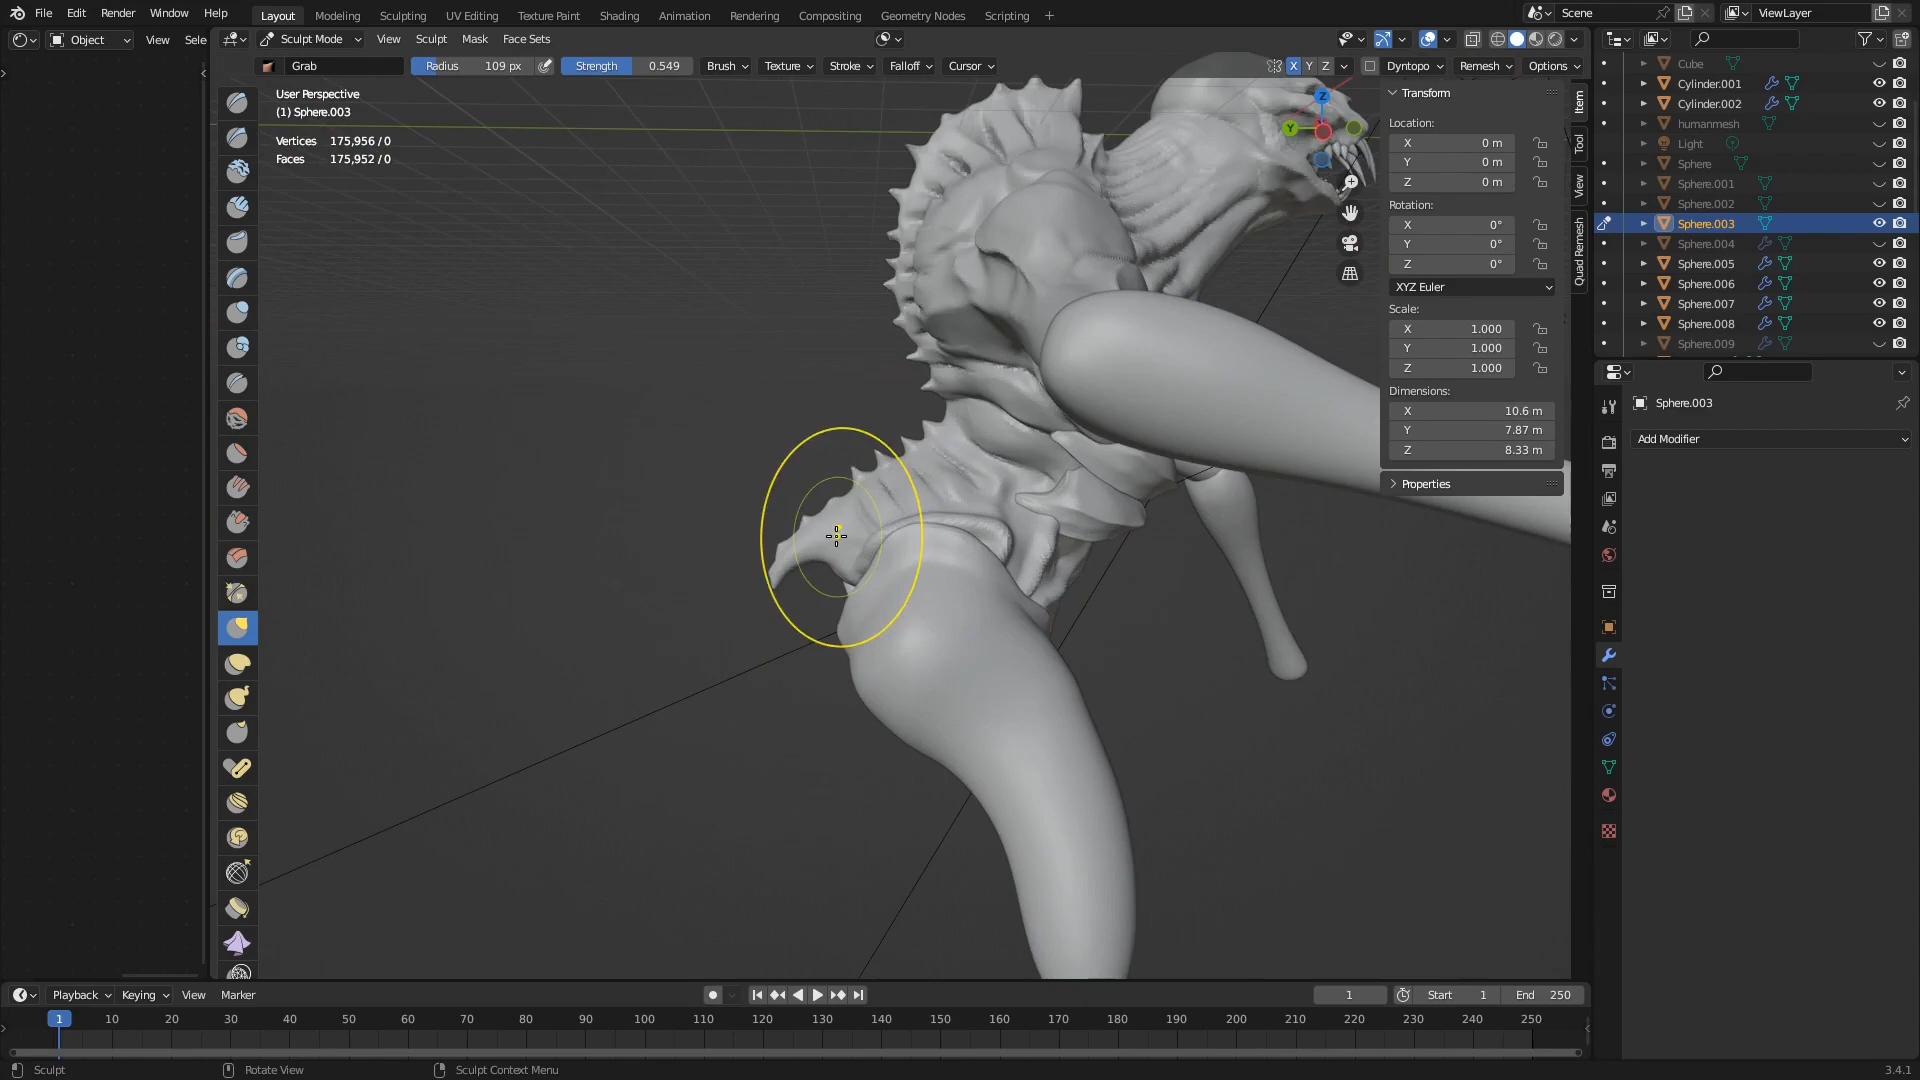 File Edit Render Window Help Layout Modeling Sculpting UV Editing Texture Paint Shading Animation Rendering Compositing Geometry Nodes Scripting + Scene ViewLayer
Object View Sele Sculpt Mode View Sculpt Mask Face Sets
Grab Radius 109 px Strength 0.549 Brush Texture Stroke Falloff Cursor X Y Z Dyntopo Remesh Options
User Perspective
(1) Sphere.003
Vertices 175,956 / 0
Faces 175,952 / 0
Z
Y
Transform
Location:
X 0 m
Y 0 m
Z 0 m
Rotation:
X 0°
Y 0°
Z 0°
XYZ Euler
Scale:
X 1.000
Y 1.000
Z 1.000
Dimensions:
X 10.6 m
Y 7.87 m
Z 8.33 m
Properties
Item
Tool
View
Quad Remesh
Cube
Cylinder.001
Cylinder.002
humanmesh
Light
Sphere
Sphere.001
Sphere.002
Sphere.003
Sphere.004
Sphere.005
Sphere.006
Sphere.007
Sphere.008
Sphere.009
Sphere.003
Add Modifier
Playback Keying View Marker 1 Start 1 End 250
1 10 20 30 40 50 60 70 80 90 100 110 120 130 140 150 160 170 180 190 200 210 220 230 240 250
Sculpt Rotate View Sculpt Context Menu 3.4.1